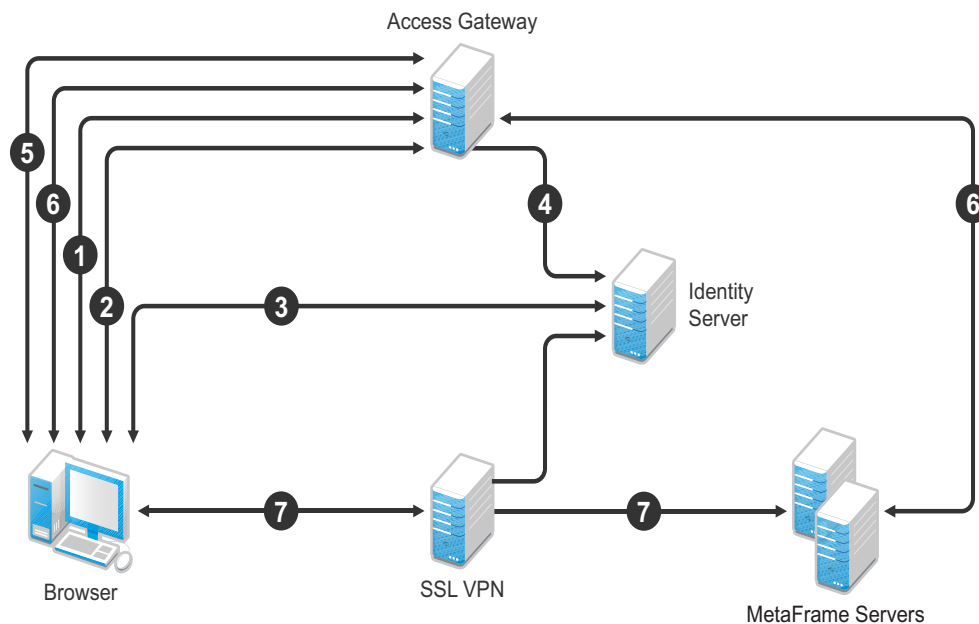 Access Gateway
5
6
1
2
4
6
3
Identity
Server
7
7
Browser
SSL VPN
MetaFrame Servers